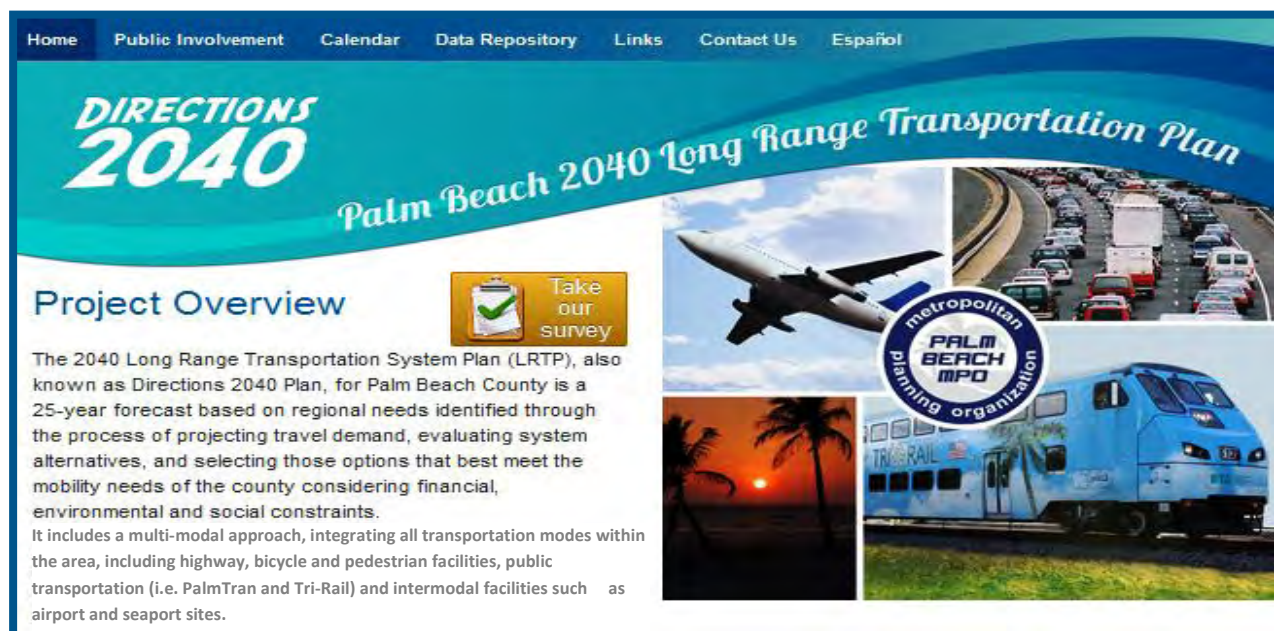 Home Public Involvement Calendar Data Repository Links Contact Us Español
DIRECTIONS
2040
Palm Beach 2040 Long Range Transportation Plan
Project Overview
Take
our
survey
The 2040 Long Range Transportation System Plan (LRTP), also
known as Directions 2040 Plan, for Palm Beach County is a
25-year forecast based on regional needs identified through
the process of projecting travel demand, evaluating system
alternatives, and selecting those options that best meet the
mobility needs of the county considering financial,
environmental and social constraints.
It includes a multi-modal approach, integrating all transportation modes within
the area, including highway, bicycle and pedestrian facilities, public
transportation (i.e. PalmTran and Tri-Rail) and intermodal facilities such as
airport and seaport sites.
metropolitan
PALM
BEACH
MPO
planning organization
TRI RAIL